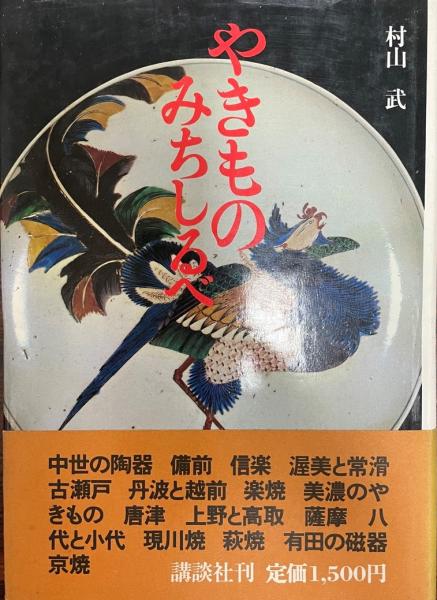 村山 武
やきもの
みちしるべ
中世の陶器 備前 信楽 渥美と常滑
古瀬戸 丹波と越前 楽焼 美濃のや
きもの 唐津 上野と高取 薩摩 八
代と小代 現川焼 萩焼 有田の磁器
京焼
講談社刊 定価1,500円